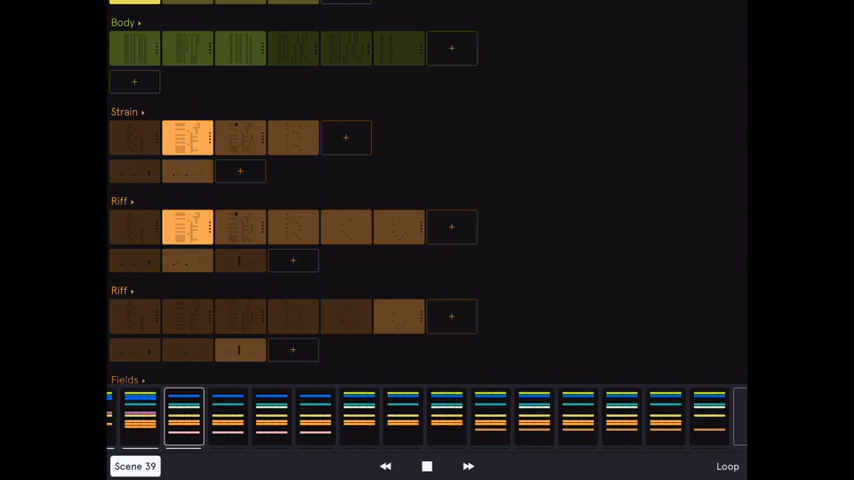 Body
+
+
Strain
+
+
Riff
+
+
Riff
+
+
Fields
Scene 39
Loop